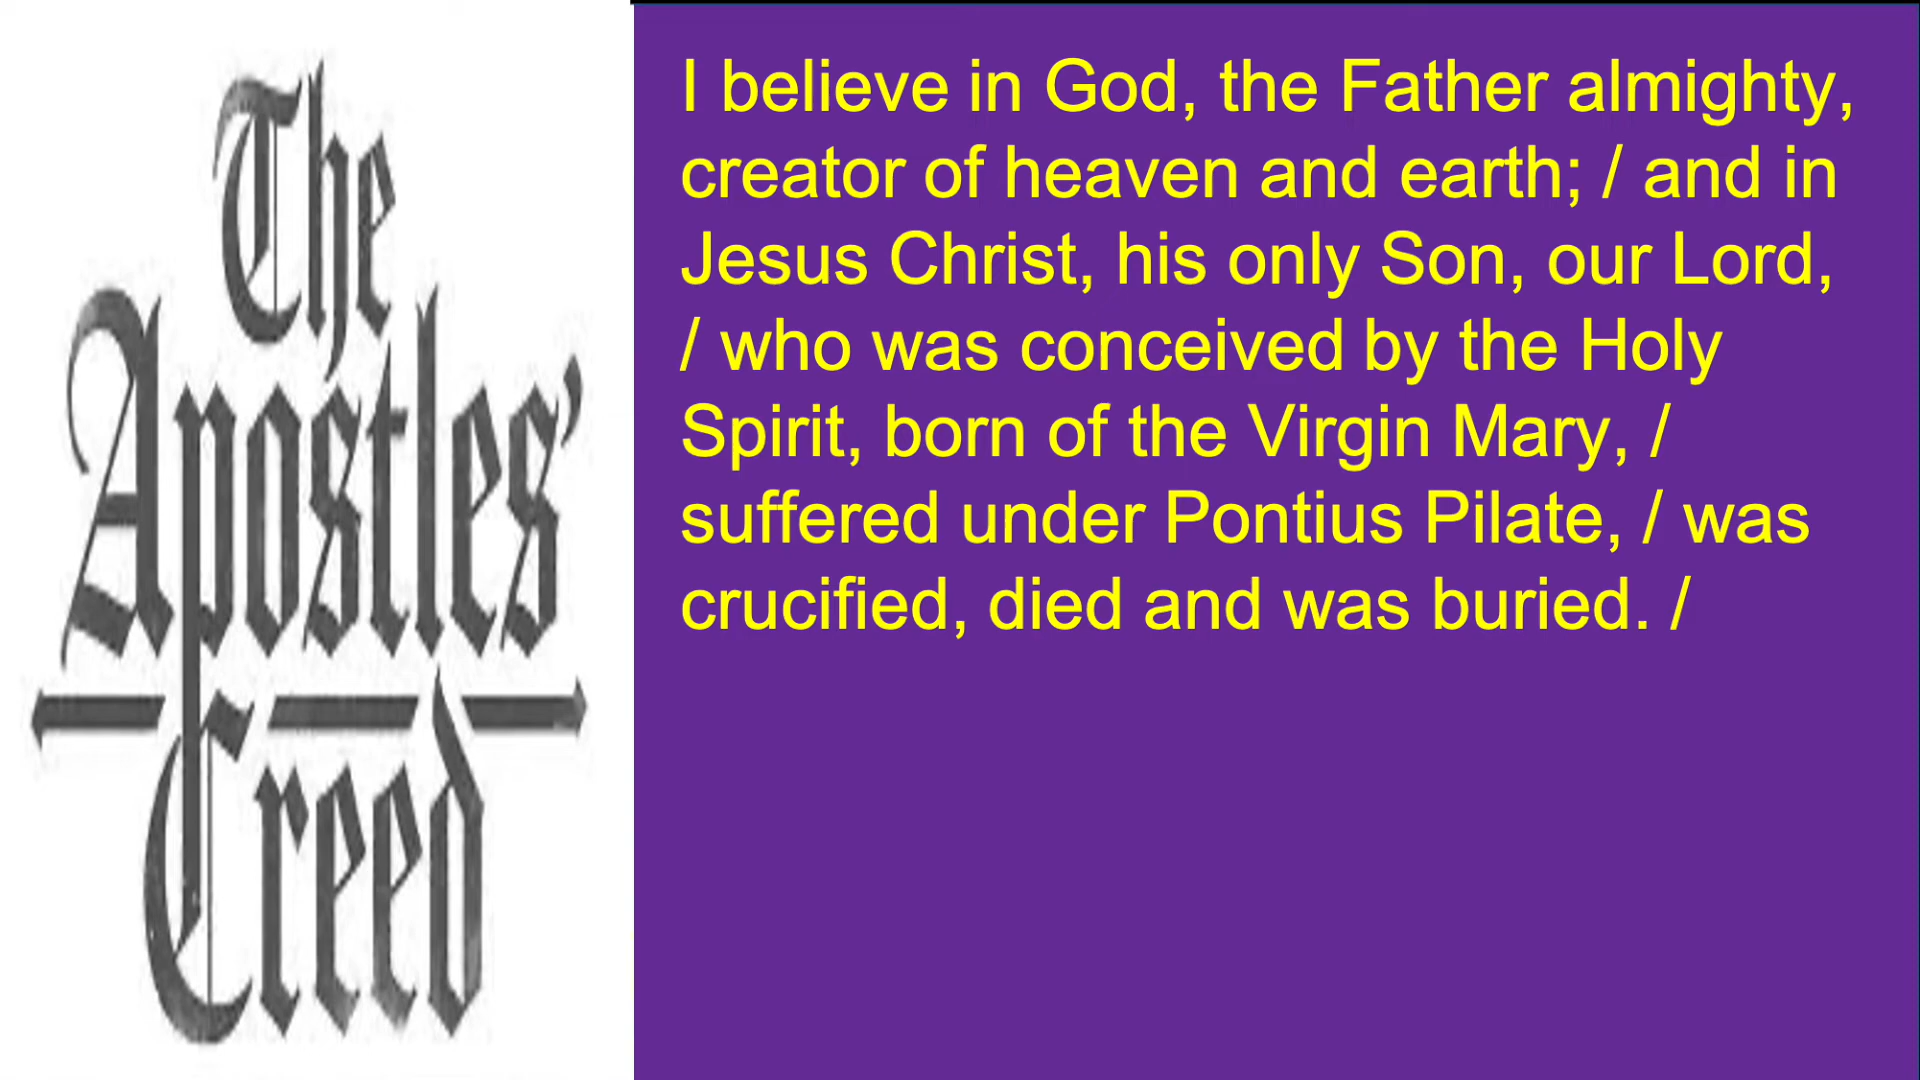 The
Apostles'
Creed
I believe in God, the Father almighty,
creator of heaven and earth; / and in
Jesus Christ, his only Son, our Lord,
/ who was conceived by the Holy
Spirit, born of the Virgin Mary, /
suffered under Pontius Pilate, / was
crucified, died and was buried. /